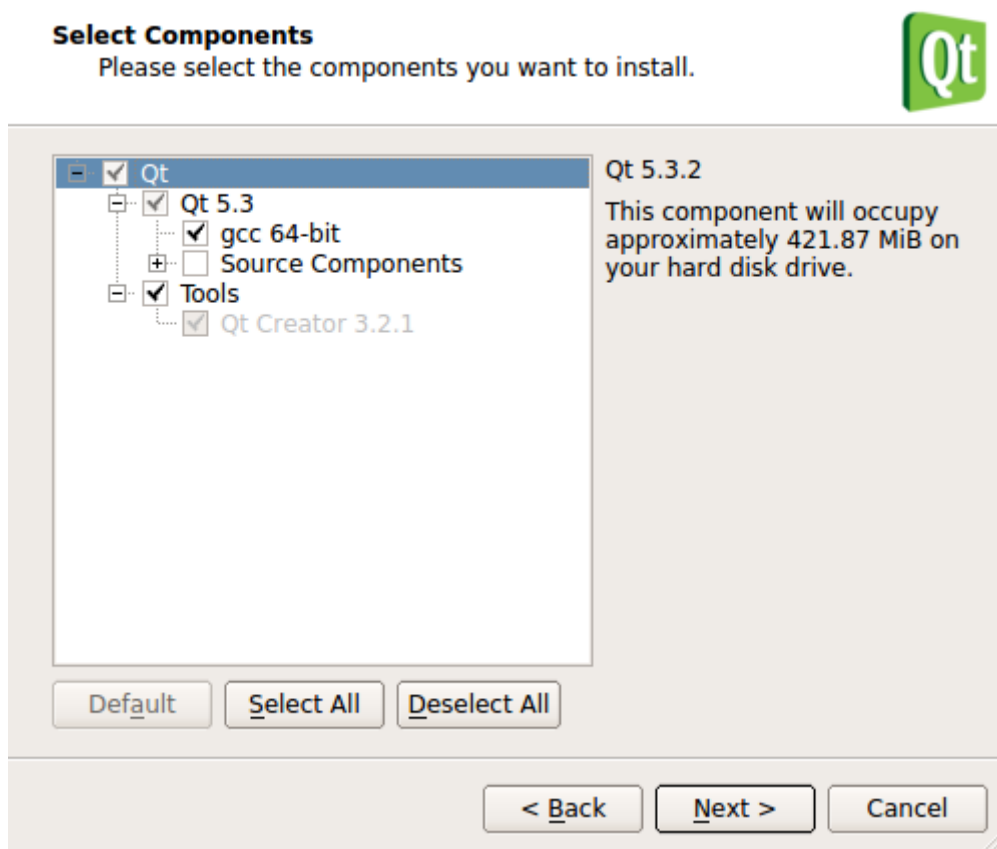 Select Components
Please select the components you want to install.
Qt
Qt
Qt 5.3
gcc 64-bit
Source Components
Tools
Qt Creator 3.2.1
Qt 5.3.2
This component will occupy
approximately 421.87 MiB on
your hard disk drive.
Default
Select All
Deselect All
< Back
Next >
Cancel